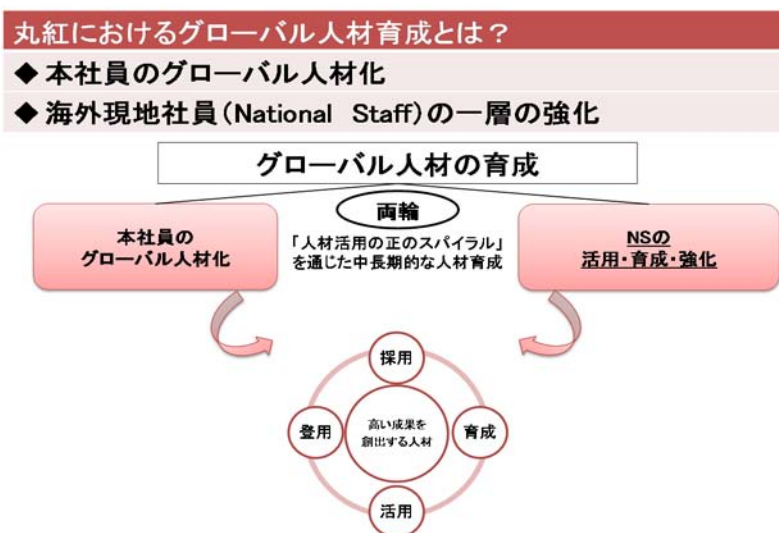 丸紅におけるグローバル人材育成とは？
◆ 本社員のグローバル人材化
◆ 海外現地社員（National Staff）の一層の強化
グローバル人材の育成
両輪
本社員の
グローバル人材化
「人材活用の正のスパイラル」
を通じた中長期的な人材育成
NSの
活用・育成・強化
採用
登用
高い成果を
創出する人材
育成
活用